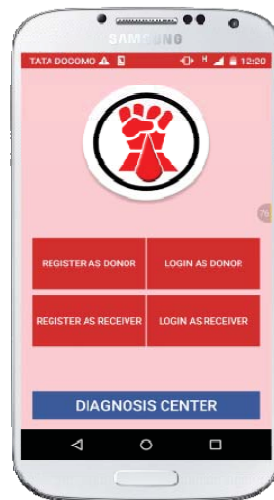 SAMSUNG
TATA DOCOMO H 12:20
76
REGISTER AS DONOR LOGIN AS DONOR
REGISTER AS RECEIVER LOGIN AS RECEIVER
DIAGNOSIS CENTER